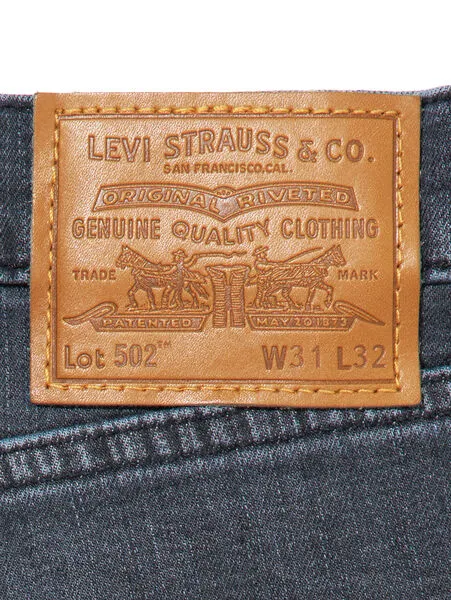 LEVI STRAUSS & CO.
SAN FRANCISCO.CAL.
ORIGINAL RIVETED
GENUINE QUALITY CLOTHING
TRADE MARK
PATENTED MAY 20 1873
Lot 502™ W31 L32